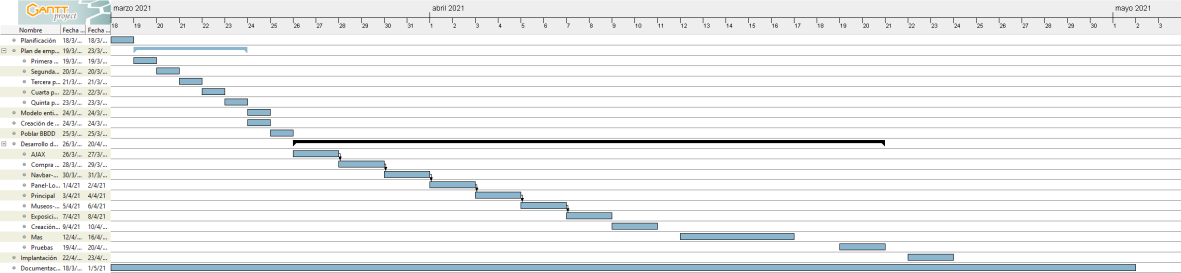 GANTT project
marzo 2021 abril 2021 mayo 2021
18 19 20 21 22 23 24 25 26 27 28 29 30 31 1 2 3 4 5 6 7 8 9 10 11 12 13 14 15 16 17 18 19 20 21 22 23 24 25 26 27 28 29 30 1 2 3
Nombre Fecha ... Fecha ...
Planificación 18/3/... 18/3/...
Plan de emp... 19/3/... 23/3/...
Primera ... 19/3/... 19/3/...
Segunda... 20/3/... 20/3/...
Tercera p... 21/3/... 21/3/...
Cuarta p... 22/3/... 22/3/...
Quinta p... 23/3/... 23/3/...
Modelo enti... 24/3/... 24/3/...
Creación de ... 24/3/... 24/3/...
Poblar BBDD 25/3/... 25/3/...
Desarrollo d... 26/3/... 20/4/...
AJAX 26/3/... 27/3/...
Compra ... 28/3/... 29/3/...
Navbar-... 30/3/... 31/3/...
Panel-Lo... 1/4/21 2/4/21
Principal 3/4/21 4/4/21
Museos-... 5/4/21 6/4/21
Exposici... 7/4/21 8/4/21
Creación... 9/4/21 10/4/...
Mas 12/4/... 16/4/...
Pruebas 19/4/... 20/4/...
Implantación 22/4/... 23/4/...
Documentac... 18/3/... 1/5/21